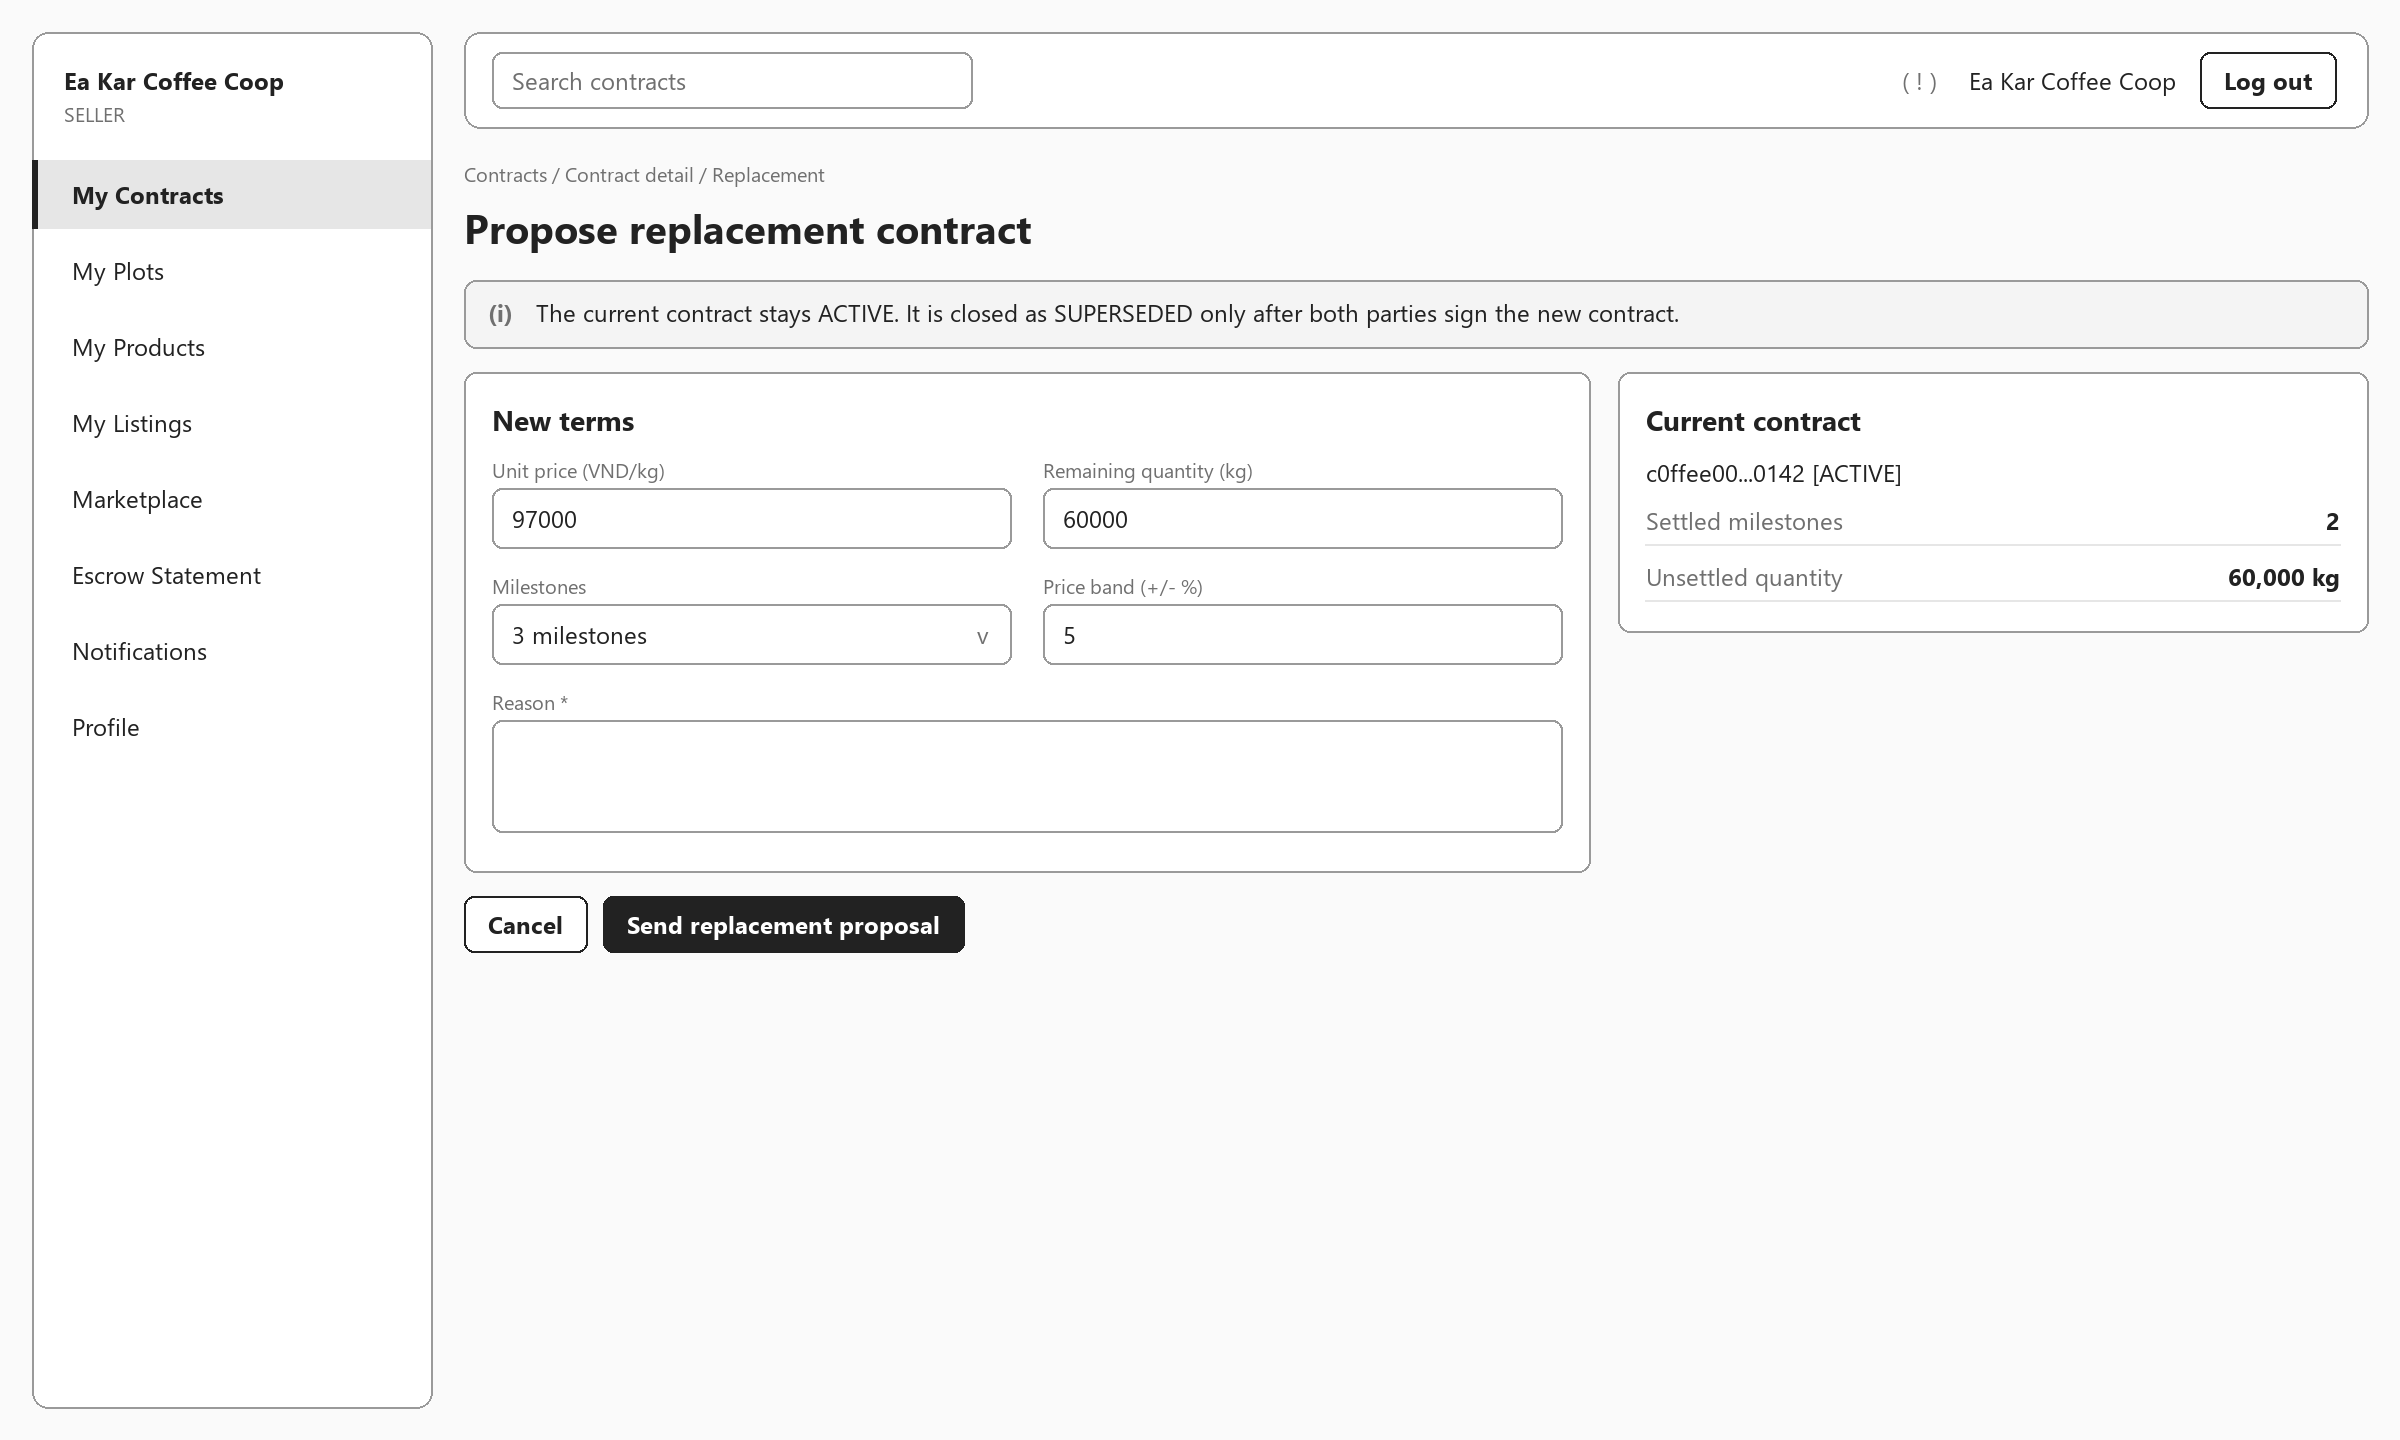 Ea Kar Coffee Coop
SELLER
My Contracts
My Plots
My Products
My Listings
Marketplace
Escrow Statement
Notifications
Profile
Search contracts
( ! )
Ea Kar Coffee Coop
Log out
Contracts / Contract detail / Replacement
Propose replacement contract
(i) The current contract stays ACTIVE. It is closed as SUPERSEDED only after both parties sign the new contract.
New terms
Unit price (VND/kg)
97000
Remaining quantity (kg)
60000
Milestones
3 milestones v
Price band (+/- %)
5
Reason *
Cancel
Send replacement proposal
Current contract
c0ffee00...0142 [ACTIVE]
Settled milestones 2
Unsettled quantity 60,000 kg